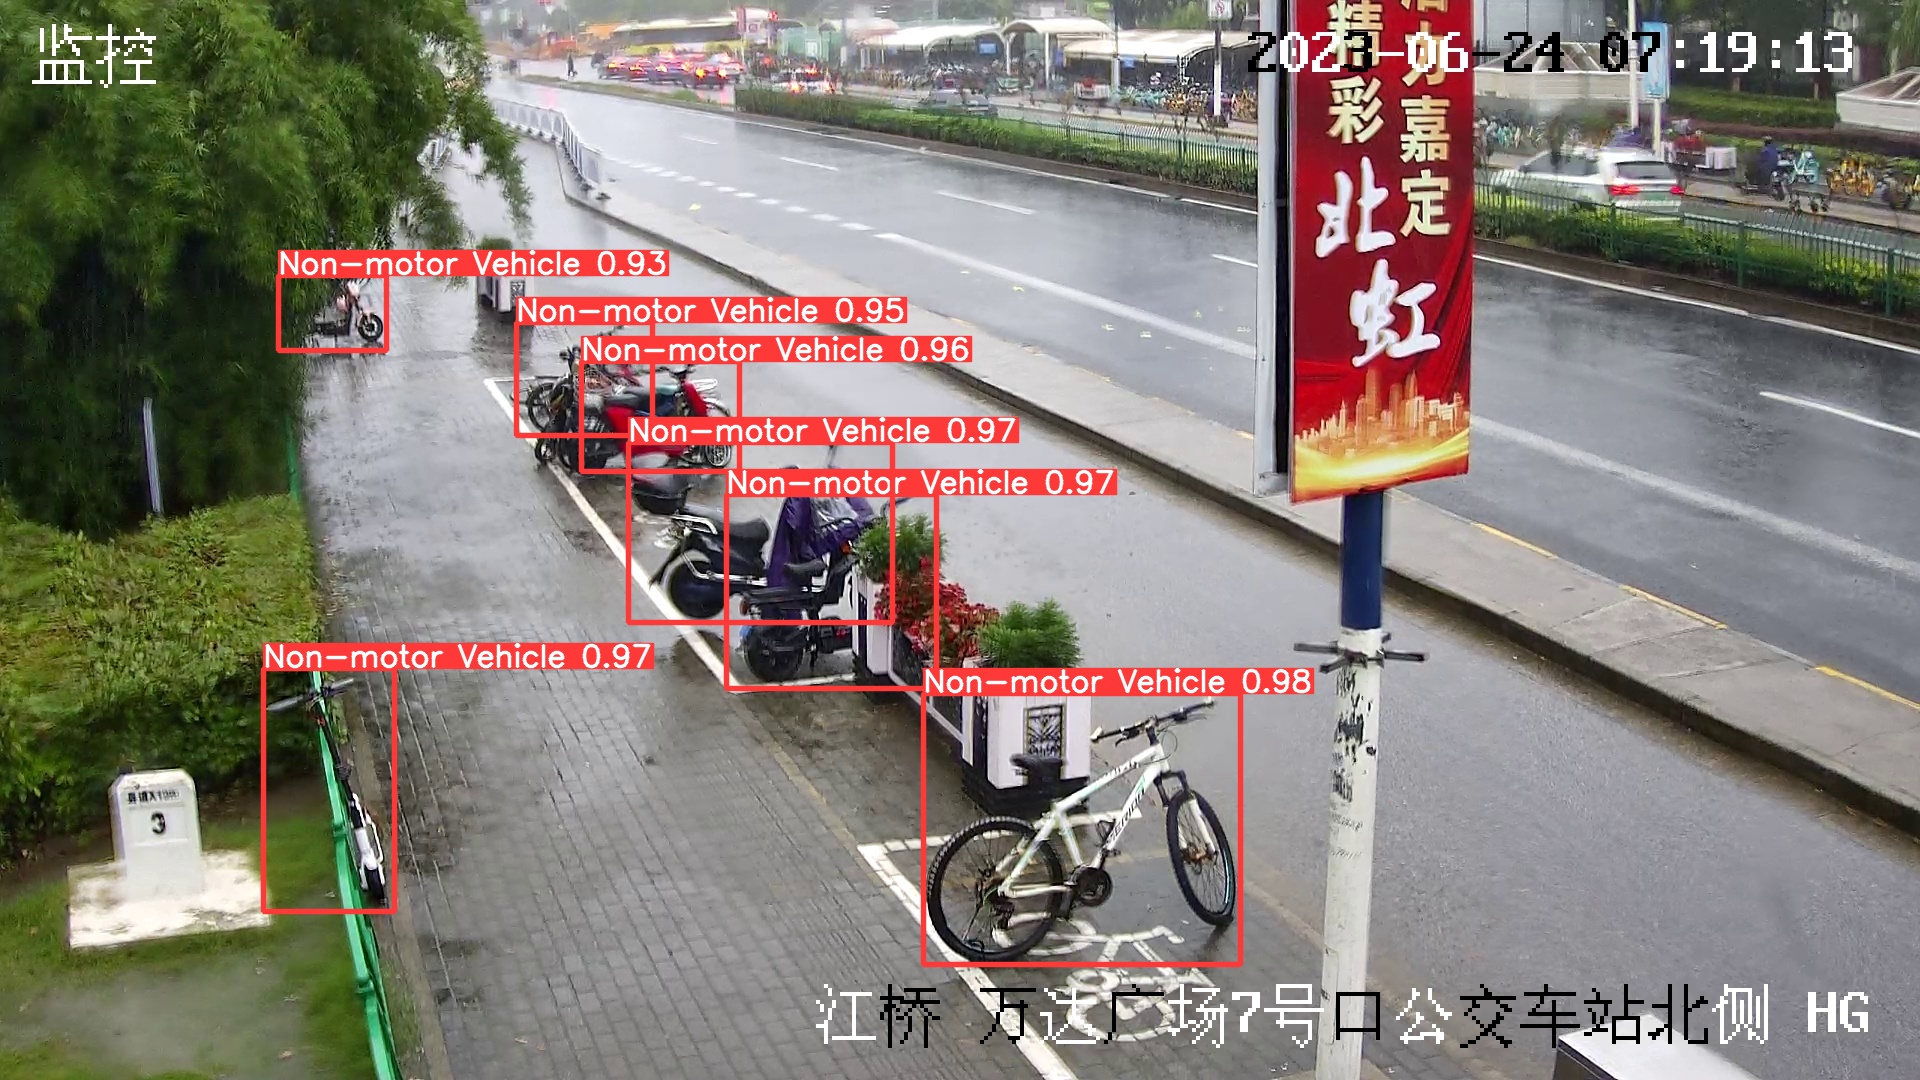 监控
2023-06-24 07:19:13
精彩
活力嘉定
北虹
Non-motor Vehicle 0.93
Non-motor Vehicle 0.95
Non-motor Vehicle 0.96
Non-motor Vehicle 0.97
Non-motor Vehicle 0.97
Non-motor Vehicle 0.97
Non-motor Vehicle 0.98
3
江桥 万达广场7号口公交车站北侧 HG